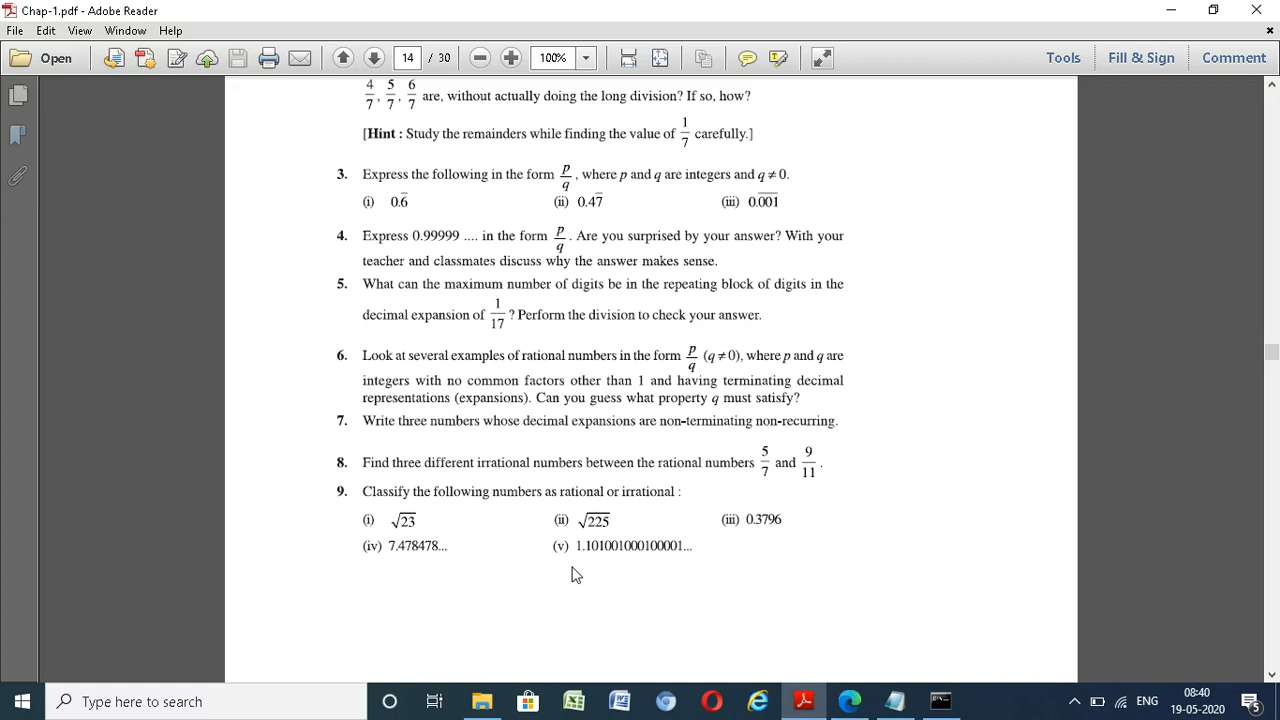 Chap-1.pdf - Adobe Reader
File Edit View Window Help
Open 14 / 30 100% Tools Fill & Sign Comment
4/7, 5/7, 6/7 are, without actually doing the long division? If so, how?
[Hint : Study the remainders while finding the value of 1/7 carefully.]
3. Express the following in the form p/q, where p and q are integers and q ≠ 0.
(i) 0.6̅ (ii) 0.47̅ (iii) 0.0̅0̅1̅
4. Express 0.99999 .... in the form p/q. Are you surprised by your answer? With your
teacher and classmates discuss why the answer makes sense.
5. What can the maximum number of digits be in the repeating block of digits in the
decimal expansion of 1/17? Perform the division to check your answer.
6. Look at several examples of rational numbers in the form p/q (q ≠ 0), where p and q are
integers with no common factors other than 1 and having terminating decimal
representations (expansions). Can you guess what property q must satisfy?
7. Write three numbers whose decimal expansions are non-terminating non-recurring.
8. Find three different irrational numbers between the rational numbers 5/7 and 9/11.
9. Classify the following numbers as rational or irrational :
(i) √23 (ii) √225 (iii) 0.3796
(iv) 7.478478... (v) 1.101001000100001...
Type here to search
ENG 08:40
19-05-2020 5